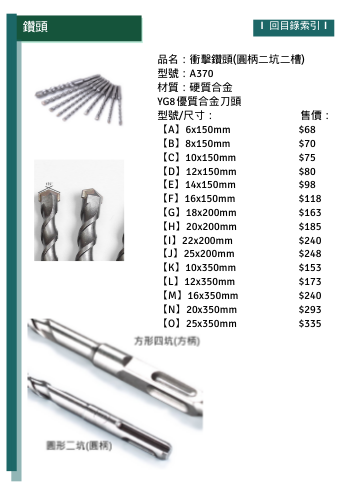 鑽頭
I 回目錄索引 I
品名：衝擊鑽頭(圓柄二坑二槽)
型號：A370
材質：硬質合金
YG8優質合金刀頭
型號/尺寸： 售價：
【A】6x150mm $68
【B】8x150mm $70
【C】10x150mm $75
【D】12x150mm $80
【E】14x150mm $98
【F】16x150mm $118
【G】18x200mm $163
【H】20x200mm $185
【I】22x200mm $240
【J】25x200mm $248
【K】10x350mm $153
【L】12x350mm $173
【M】16x350mm $240
【N】20x350mm $293
【O】25x350mm $335
方形四坑(方柄)
圓形二坑(圓柄)